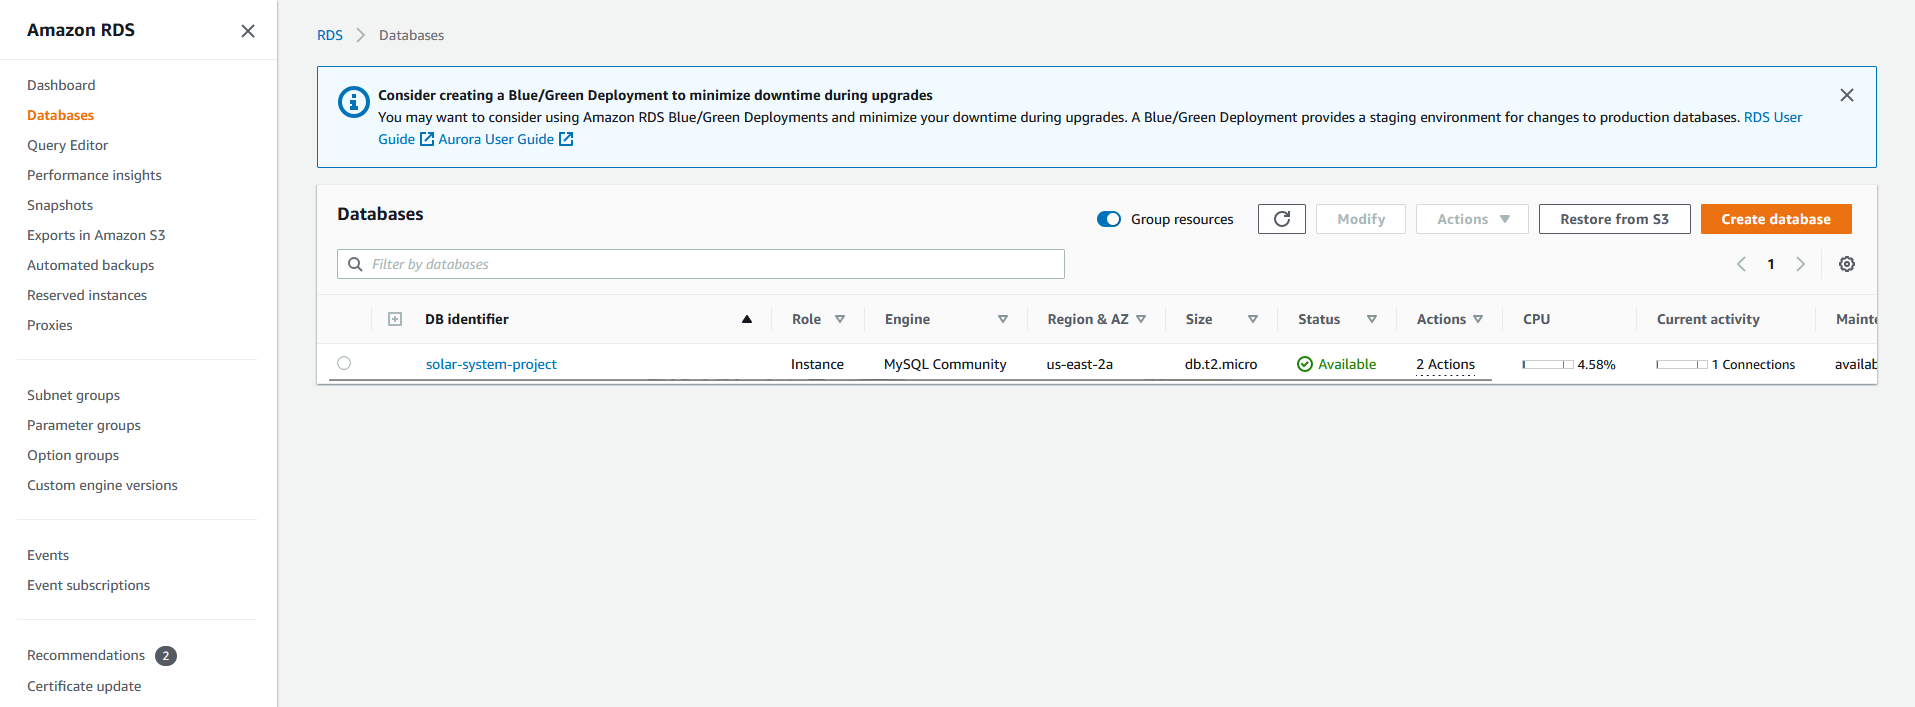 Amazon RDS
Dashboard
Databases
Query Editor
Performance insights
Snapshots
Exports in Amazon S3
Automated backups
Reserved instances
Proxies
Subnet groups
Parameter groups
Option groups
Custom engine versions
Events
Event subscriptions
Recommendations 2
Certificate update
RDS Databases
Consider creating a Blue/Green Deployment to minimize downtime during upgrades
You may want to consider using Amazon RDS Blue/Green Deployments and minimize your downtime during upgrades. A Blue/Green Deployment provides a staging environment for changes to production databases. RDS User
Guide Aurora User Guide
Databases
Group resources Modify Actions Restore from S3 Create database
Filter by databases 1
DB identifier Role Engine Region & AZ Size Status Actions CPU Current activity Mainte
solar-system-project Instance MySQL Community us-east-2a db.t2.micro Available 2 Actions 4.58% 1 Connections availab